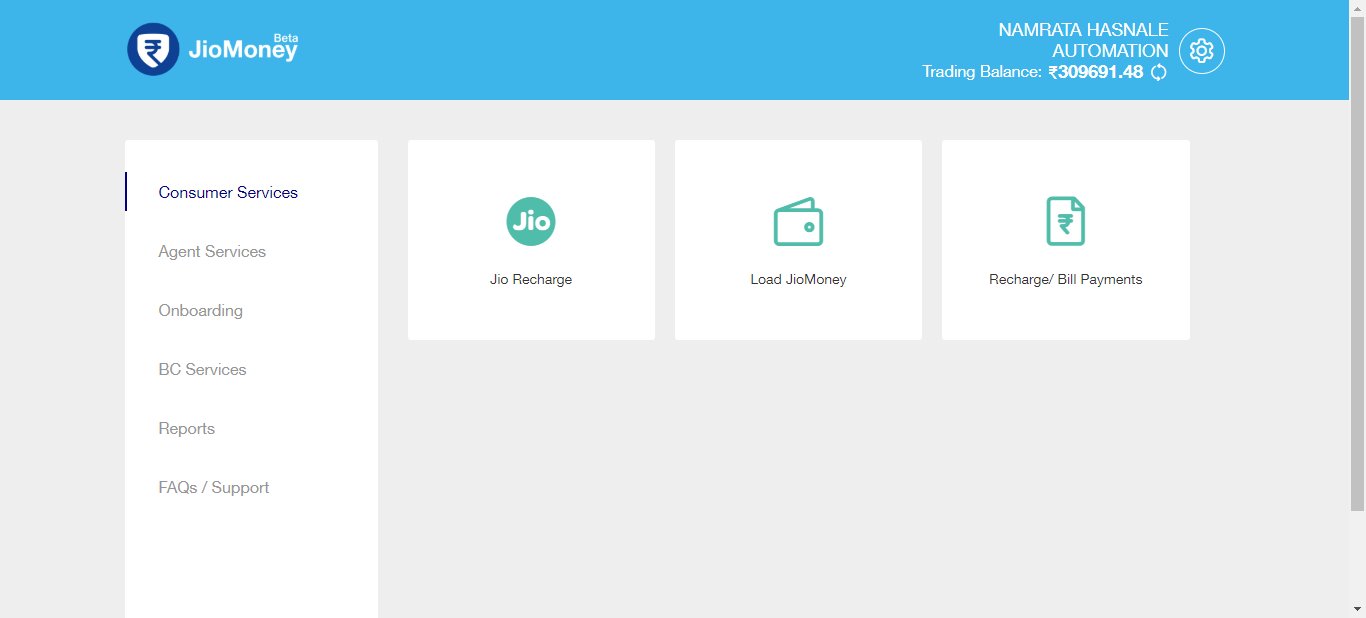 Beta
JioMoney
NAMRATA HASNALE
AUTOMATION
Trading Balance: ₹309691.48
Consumer Services
Agent Services
Onboarding
BC Services
Reports
FAQs / Support
Jio
Jio Recharge
Load JioMoney
₹
Recharge/ Bill Payments